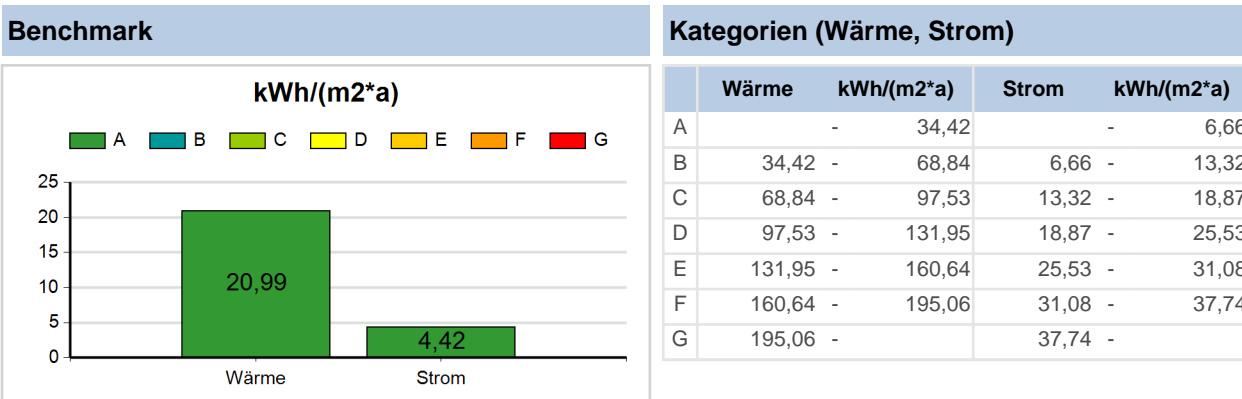 Benchmark
kWh/(m2*a)
A B C D E F G
25
20
15
10
5
0
20,99
4,42
Wärme Strom
Kategorien (Wärme, Strom)
Wärme kWh/(m2*a) Strom kWh/(m2*a)
A - 34,42 - 6,66
B 34,42 - 68,84 6,66 - 13,32
C 68,84 - 97,53 13,32 - 18,87
D 97,53 - 131,95 18,87 - 25,53
E 131,95 - 160,64 25,53 - 31,08
F 160,64 - 195,06 31,08 - 37,74
G 195,06 - 37,74 -